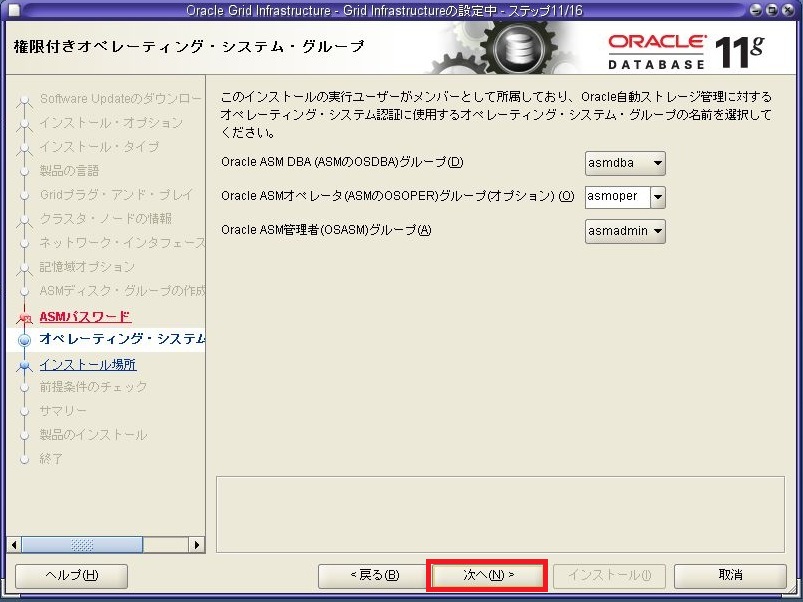 Oracle Grid Infrastructure - Grid Infrastructureの設定中 - ステップ11/16
権限付きオペレーティング・システム・グループ
ORACLE
DATABASE 11g
Software Updateのダウンロー
インストール・オプション
インストール・タイプ
製品の言語
Gridプラグ・アンド・プレイ
クラスタ・ノードの情報
ネットワーク・インタフェース
記憶域オプション
ASMディスク・グループの作成
ASMパスワード
オペレーティング・システム
インストール場所
前提条件のチェック
サマリー
製品のインストール
終了
このインストールの実行ユーザーがメンバーとして所属しており、Oracle自動ストレージ管理に対する
オペレーティング・システム認証に使用するオペレーティング・システム・グループの名前を選択して
ください。
Oracle ASM DBA (ASMのOSDBA)グループ(D) asmdba
Oracle ASMオペレータ(ASMのOSOPER)グループ(オプション) (O) asmoper
Oracle ASM管理者(OSASM)グループ(A) asmadmin
ヘルプ(H) <戻る(B) 次へ(N) > インストール(I) 取消